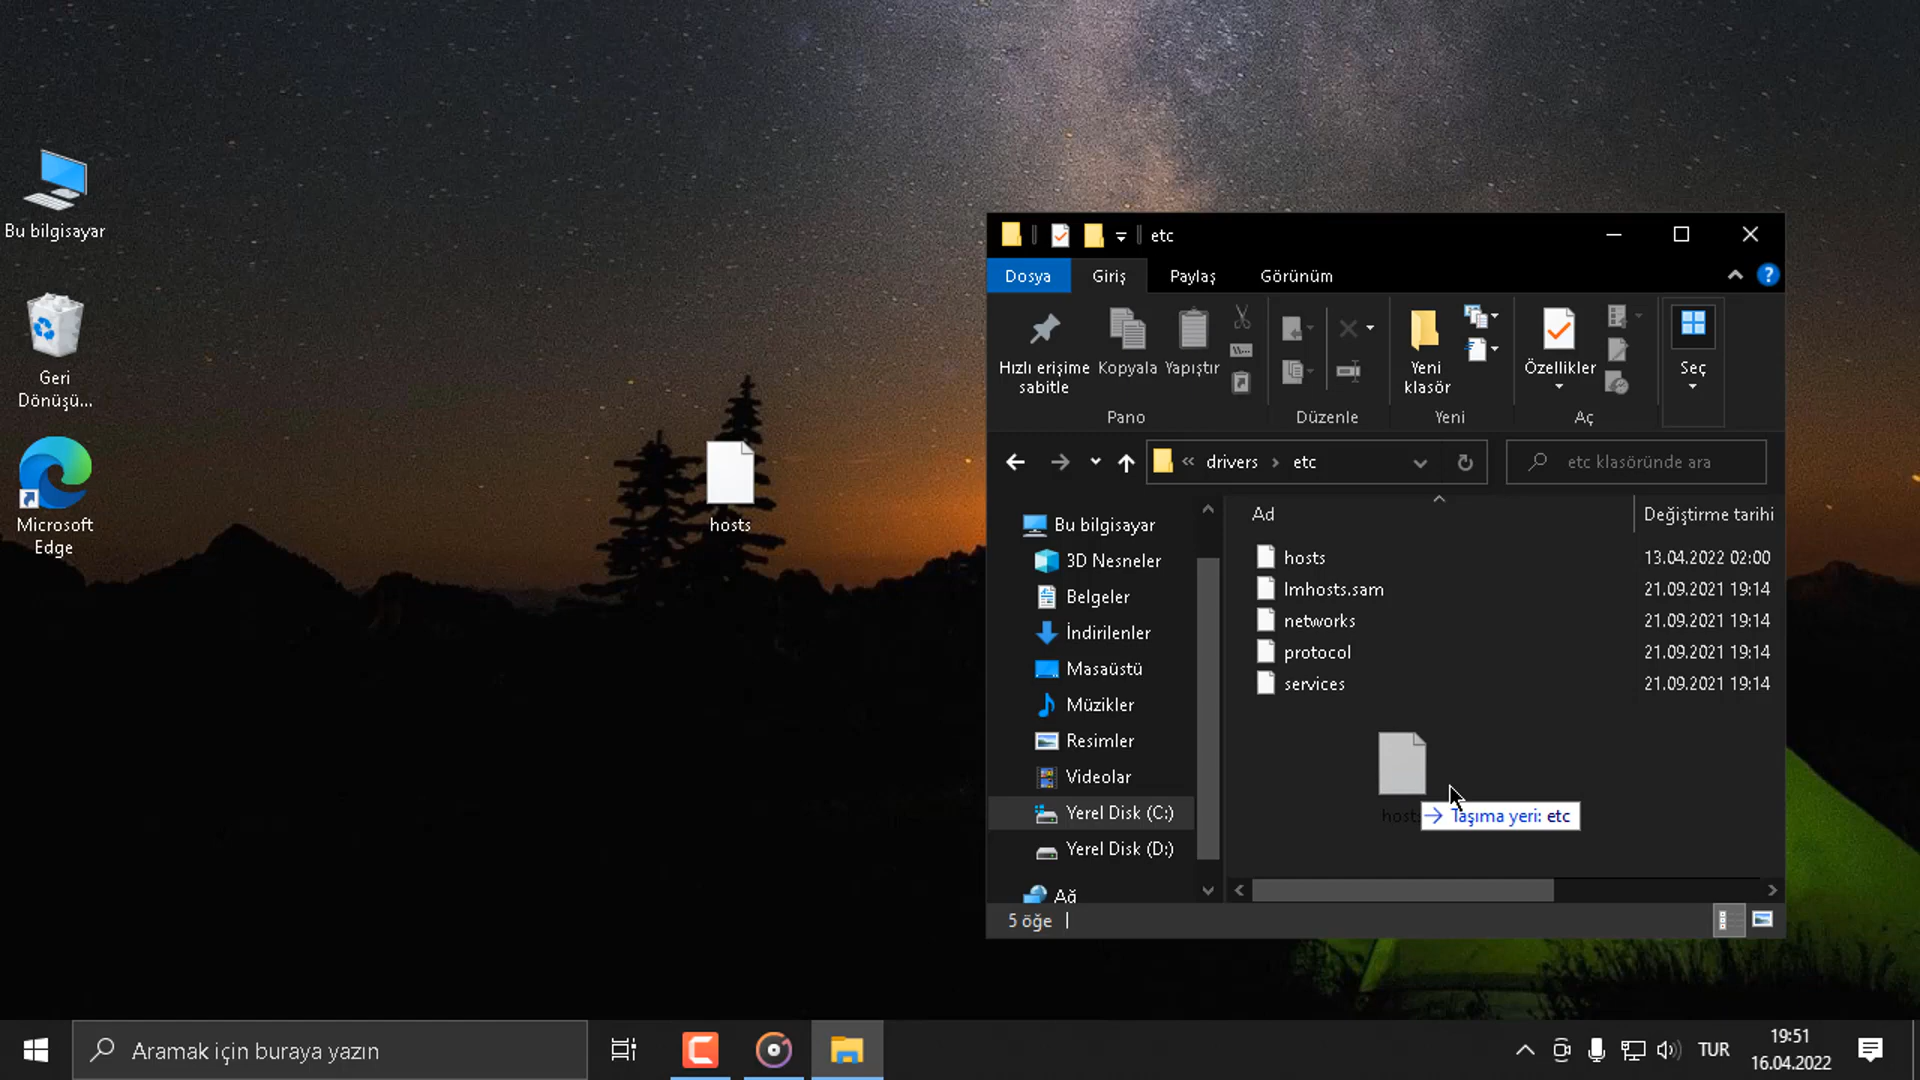 Bu bilgisayar
Geri
Dönüşü...
Microsoft
Edge
hosts
etc
Dosya
Giriş
Paylaş
Görünüm
?
Hızlı erişime
sabitle
Kopyala
Yapıştır
Yeni
klasör
Özellikler
Seç
Pano
Düzenle
Yeni
Aç
« drivers > etc
etc klasöründe ara
Bu bilgisayar
3D Nesneler
Belgeler
İndirilenler
Masaüstü
Müzikler
Resimler
Videolar
Yerel Disk (C:)
Yerel Disk (D:)
Ağ
Ad Değiştirme tarihi
hosts 13.04.2022 02:00
lmhosts.sam 21.09.2021 19:14
networks 21.09.2021 19:14
protocol 21.09.2021 19:14
services 21.09.2021 19:14
→ Taşıma yeri: etc
5 öğe
Aramak için buraya yazın
TUR
19:51
16.04.2022